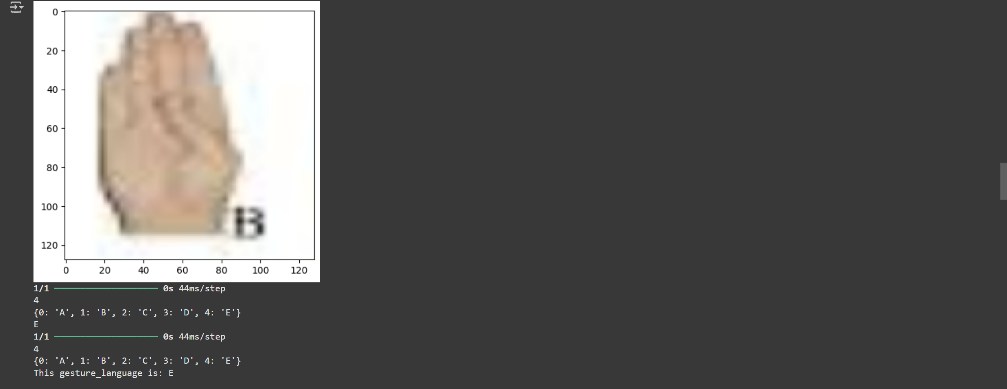 0
20
40
60
80
100
120
B
0 20 40 60 80 100 120
1/1 ━━━━━━━━━━━━━━━━━━━━ 0s 44ms/step
4
{0: 'A', 1: 'B', 2: 'C', 3: 'D', 4: 'E'}
E
1/1 ━━━━━━━━━━━━━━━━━━━━ 0s 44ms/step
4
{0: 'A', 1: 'B', 2: 'C', 3: 'D', 4: 'E'}
This gesture_language is: E